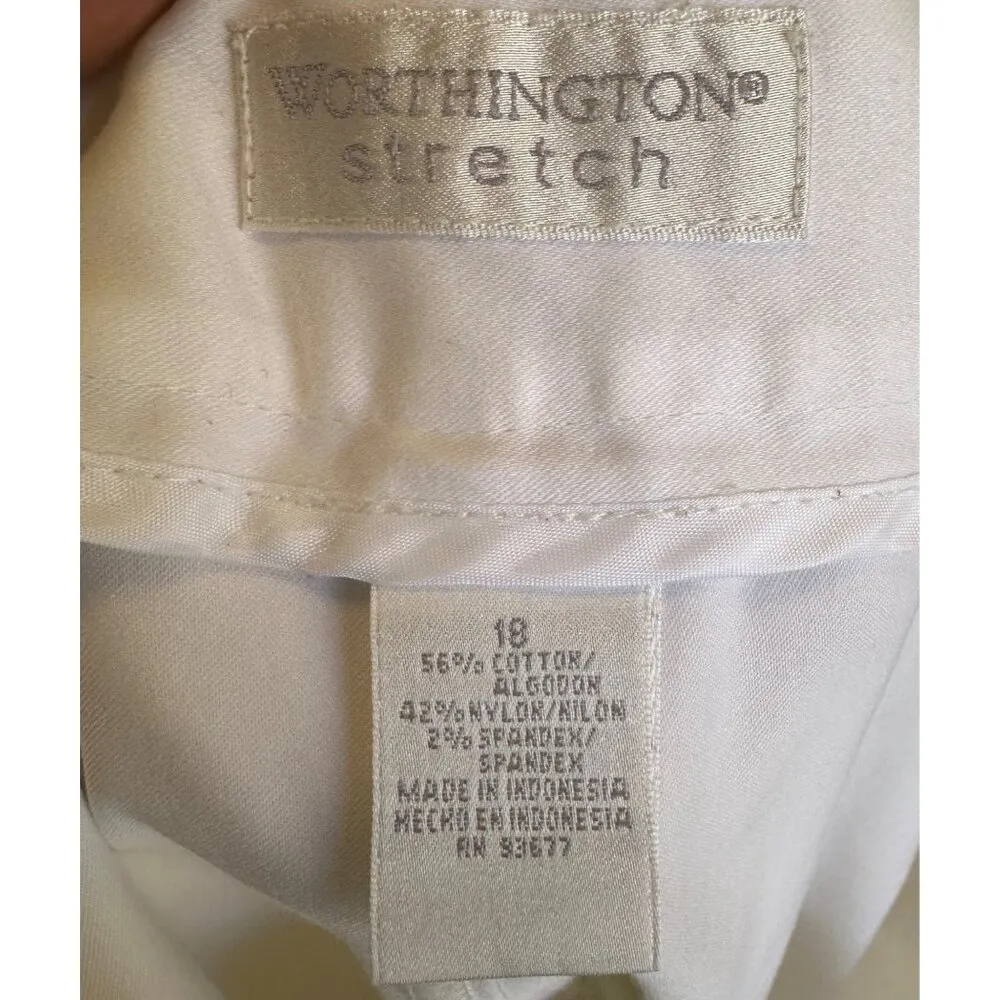 WORTHINGTON®
stretch
18
56% COTTON/
ALGODON
42% NYLON/NILON
2% SPANDEX/
SPANDEX
MADE IN INDONESIA
HECHO EN INDONESIA
RN 93677